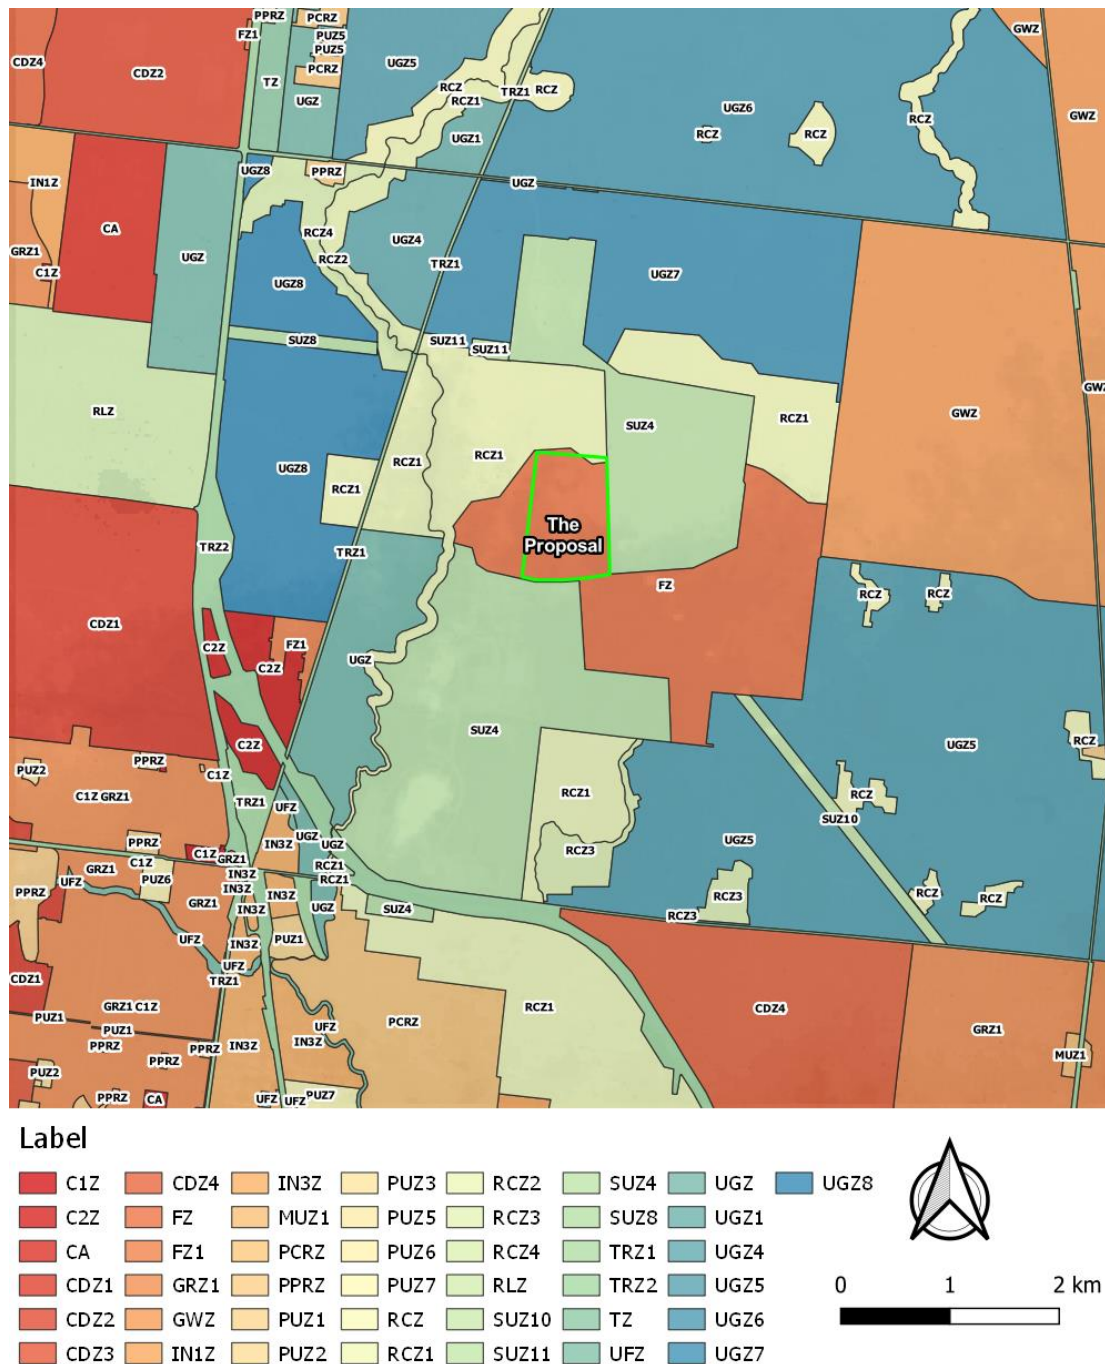 PPRZ
PCRZ
FZ1
PUZ5
PUZ5
CDZ4
CDZ2
UGZ5
PCRZ
TZ
UGZ
RCZ
RCZ1
TRZ1
RCZ
GWZ
UGZ6
RCZ
RCZ
RCZ
GWZ
UGZ1
UGZ8
PPRZ
UGZ
IN1Z
CA
RCZ4
UGZ4
GRZ1
UGZ
RCZ2
TRZ1
C1Z
UGZ8
UGZ7
SUZ8
SUZ11
SUZ11
GWZ
RLZ
SUZ4
RCZ1
GWZ
UGZ8
RCZ1
RCZ1
RCZ1
The
Proposal
TRZ2
TRZ1
FZ
RCZ
RCZ
CDZ1
C2Z
FZ1
C2Z
UGZ
SUZ4
C2Z
RCZ
UGZ5
PUZ2
PPRZ
C1Z
C1Z GRZ1
TRZ1
UFZ
RCZ1
RCZ
SUZ10
PPRZ
IN3Z
UGZ
UGZ
UGZ5
C1Z
C1Z
GRZ1
RCZ3
GRZ1
IN3Z
RCZ1
RCZ1
UFZ
PUZ6
PPRZ
IN3Z
IN3Z
RCZ
RCZ
RCZ3
GRZ1
IN3Z
UGZ
SUZ4
RCZ3
UFZ
IN3Z
PUZ1
UFZ
CDZ1
TRZ1
GRZ1 C1Z
PUZ1
PUZ1
PCRZ
RCZ1
CDZ4
GRZ1
UFZ
IN3Z
PPRZ
PPRZ
IN3Z
PPRZ
MUZ1
PUZ2
PPRZ
CA
UFZ
UFZ
PUZ7
Label
C1Z CDZ4 IN3Z PUZ3 RCZ2 SUZ4 UGZ UGZ8
C2Z FZ MUZ1 PUZ5 RCZ3 SUZ8 UGZ1
CA FZ1 PCRZ PUZ6 RCZ4 TRZ1 UGZ4
CDZ1 GRZ1 PPRZ PUZ7 RLZ TRZ2 UGZ5
CDZ2 GWZ PUZ1 RCZ SUZ10 TZ UGZ6
CDZ3 IN1Z PUZ2 RCZ1 SUZ11 UFZ UGZ7
0 1 2 km